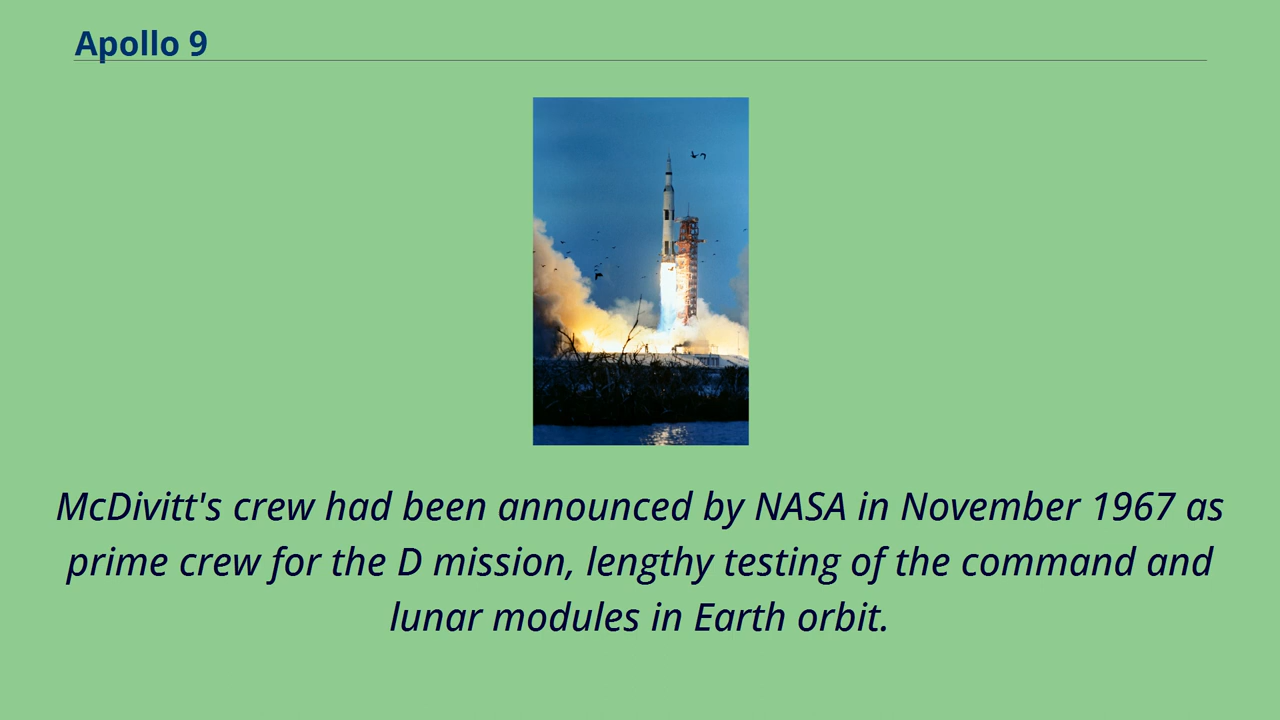 Apollo 9
McDivitt's crew had been announced by NASA in November 1967 as
prime crew for the D mission, lengthy testing of the command and
lunar modules in Earth orbit.